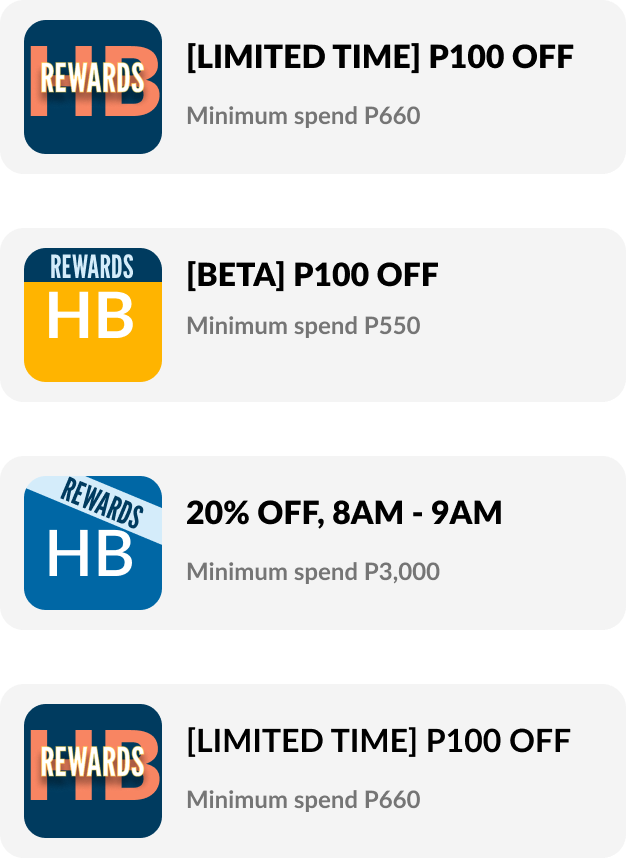 HB
REWARDS
[LIMITED TIME] P100 OFF
Minimum spend P660
REWARDS
HB
[BETA] P100 OFF
Minimum spend P550
REWARDS
HB
20% OFF, 8AM - 9AM
Minimum spend P3,000
HB
REWARDS
[LIMITED TIME] P100 OFF
Minimum spend P660